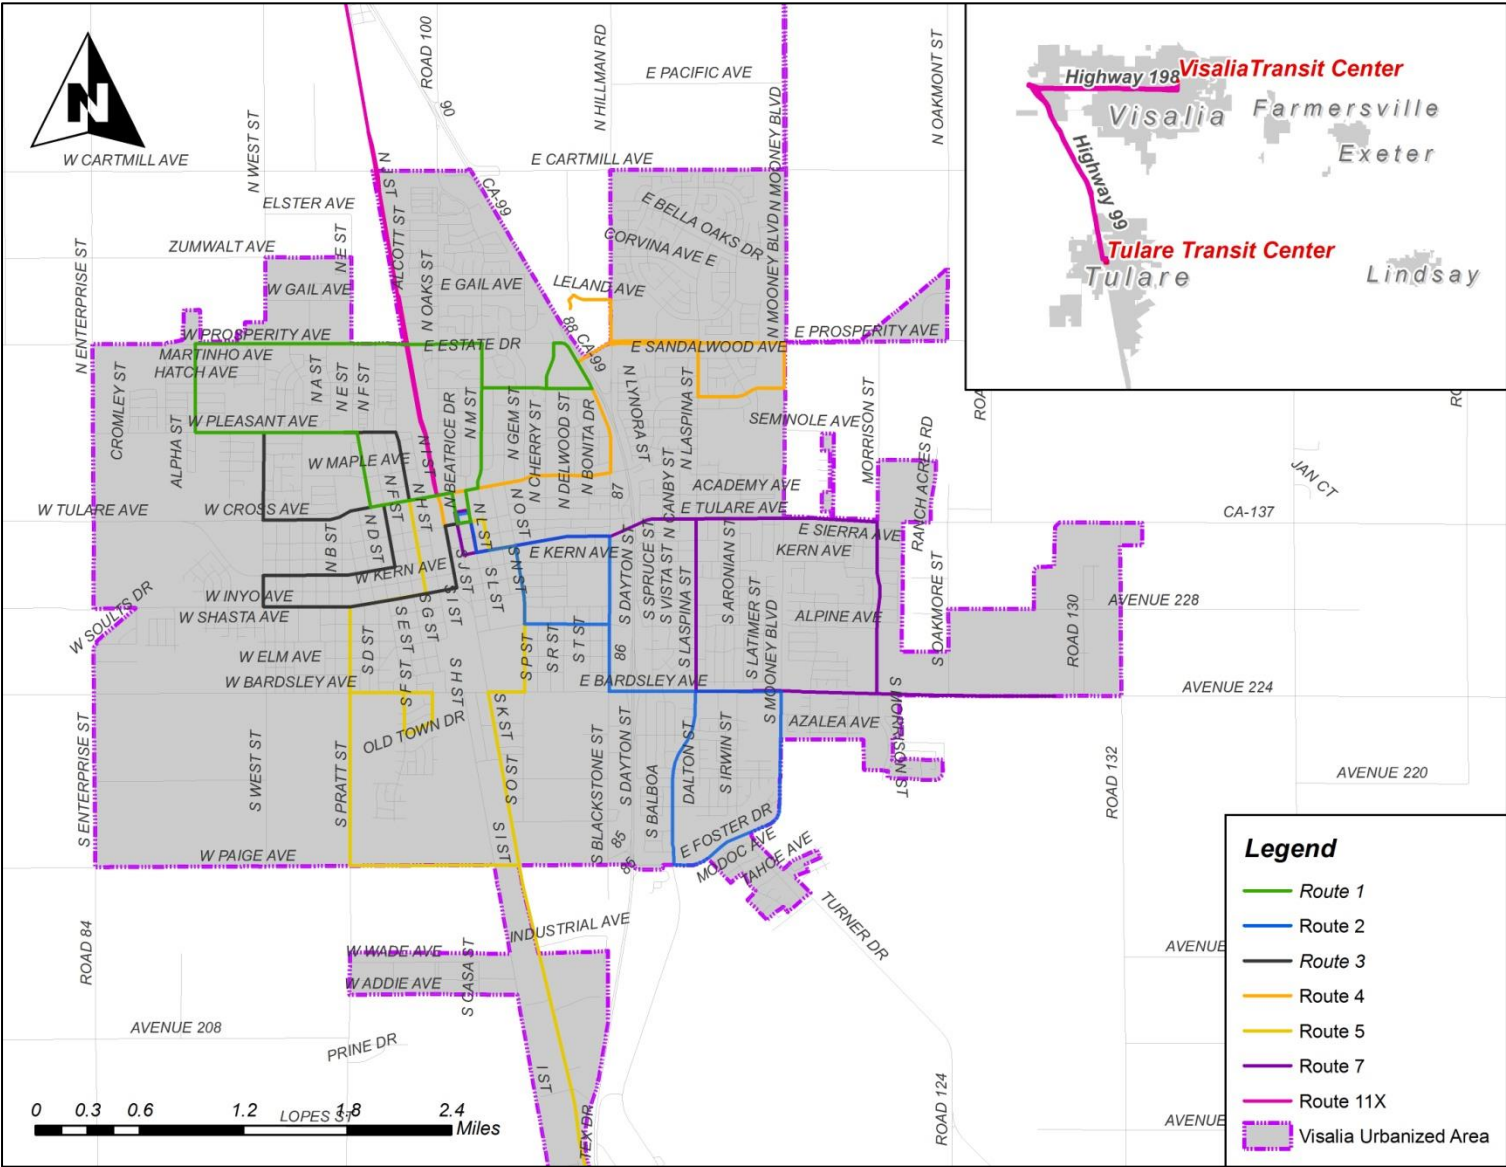 N
ROAD 100
90
N HILLMAN RD
E PACIFIC AVE
N MOONEY BLVD
N OAKMONT ST
W CARTMILL AVE
N WEST ST
E CARTMILL AVE
CA-99
N J ST
ELSTER AVE
ALCOTT ST
E BELLA OAKS DR
CORVINA AVE E
N MOONEY BLVD
N ENTERPRISE ST
ZUMWALT AVE
N E ST
N OAKS ST
W GAIL AVE
E GAIL AVE
LELAND AVE
N MOONEY BLVD
W PROSPERITY AVE
88 CA-99
E PROSPERITY AVE
MARTINHO AVE
E ESTATE DR
E SANDALWOOD AVE
HATCH AVE
CROMLEY ST
N A ST
N E ST
N F ST
N BEATRICE DR
N M ST
N GEM ST
N CHERRY ST
N DELWOOD ST
N BONITA DR
N LYNORA ST
N LASPINA ST
MORRISON ST
W PLEASANT AVE
SEMINOLE AVE
ALPHA ST
RANCH ACRES RD
W MAPLE AVE
N I ST
ACADEMY AVE
JAN CT
87
W TULARE AVE
W CROSS AVE
N F ST
N H ST
N L ST
N O ST
N CANBY ST
E TULARE AVE
CA-137
N B ST
N D ST
E SIERRA AVE
E KERN AVE
KERN AVE
W KERN AVE
S J ST
S L ST
S N ST
S DAYTON ST
S SPRUCE ST
S VISTA ST
S LASPINA ST
S ARONIAN ST
S OAKMORE ST
W SOULTS DR
W INYO AVE
W SHASTA AVE
S E ST
S G ST
S I ST
S LATIMER ST
ALPINE AVE
AVENUE 228
ROAD 130
W ELM AVE
S D ST
S P ST
S R ST
S T ST
86
W BARDSLEY AVE
S F ST
S H ST
E BARDSLEY AVE
S MOONEY BLVD
AVENUE 224
S ENTERPRISE ST
S WEST ST
S PRATT ST
OLD TOWN DR
S K ST
S O ST
S BLACKSTONE ST
S DAYTON ST
S BALBOA
DALTON ST
S IRWIN ST
AZALEA AVE
S MORRISON ST
ROAD 132
AVENUE 220
W PAIGE AVE
S I ST
85
E FOSTER DR
MODOC AVE
TAHOE AVE
TURNER DR
INDUSTRIAL AVE
ROAD 84
W WADE AVE
W ADDIE AVE
S CASA ST
AVENUE
AVENUE 208
PRINE DR
I ST
ROAD 124
TEX DR
AVENUE
LOPES ST
0 0.3 0.6 1.2 1.8 2.4
Miles
Highway 198
VisaliaTransit Center
Visalia
Farmersville
Exeter
Highway 99
Tulare Transit Center
Tulare
Lindsay
Legend
Route 1
Route 2
Route 3
Route 4
Route 5
Route 7
Route 11X
Visalia Urbanized Area